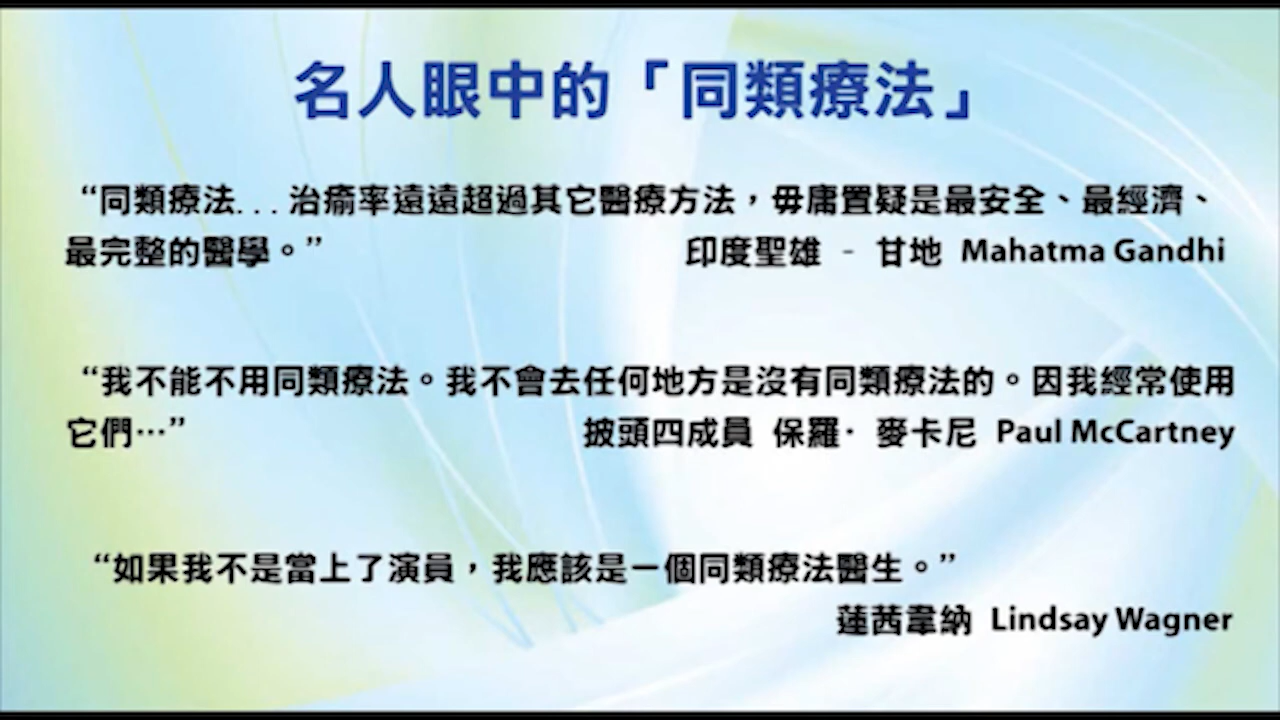 名人眼中的「同類療法」
“同類療法...治癒率遠遠超過其它醫療方法，毋庸置疑是最安全、最經濟、
最完整的醫學。” 印度聖雄 - 甘地 Mahatma Gandhi
“我不能不用同類療法。我不會去任何地方是沒有同類療法的。因我經常使用
它們…” 披頭四成員 保羅· 麥卡尼 Paul McCartney
“如果我不是當上了演員，我應該是一個同類療法醫生。”
蓮茜韋納 Lindsay Wagner